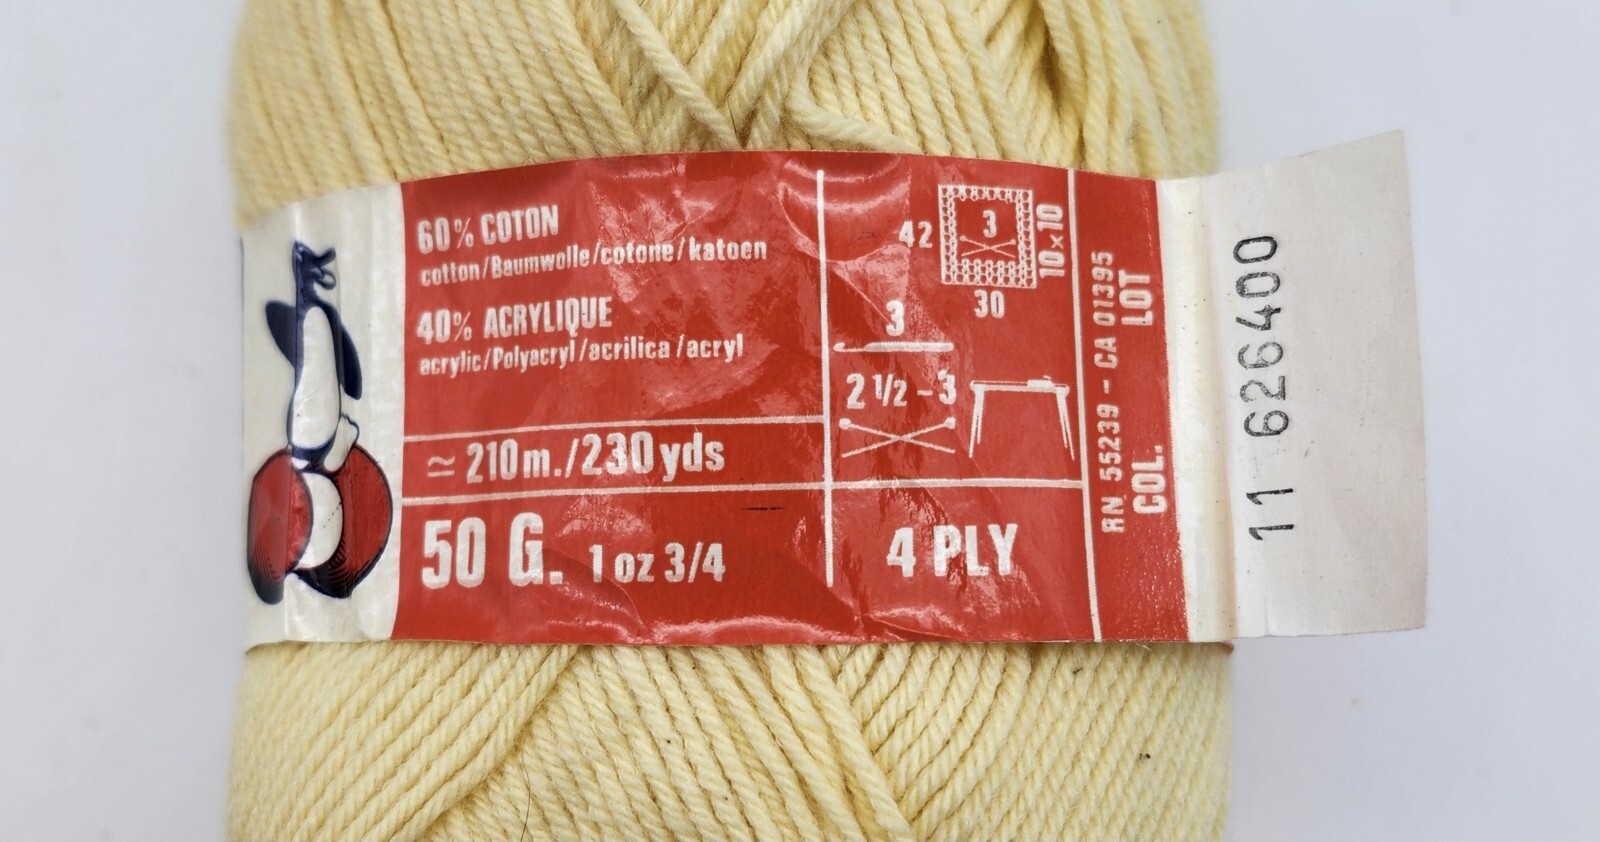 60% COTON
cotton/Baumwolle/cotone/katoen
40% ACRYLIQUE
acrylic/Polyacryl/acrilica/acryl
≃ 210m./230yds
50 G. 1 oz 3/4
42
3
10×10
30
3
2 1/2 - 3
4 PLY
RN 55239 - CA 01395
COL. LOT
11 626400